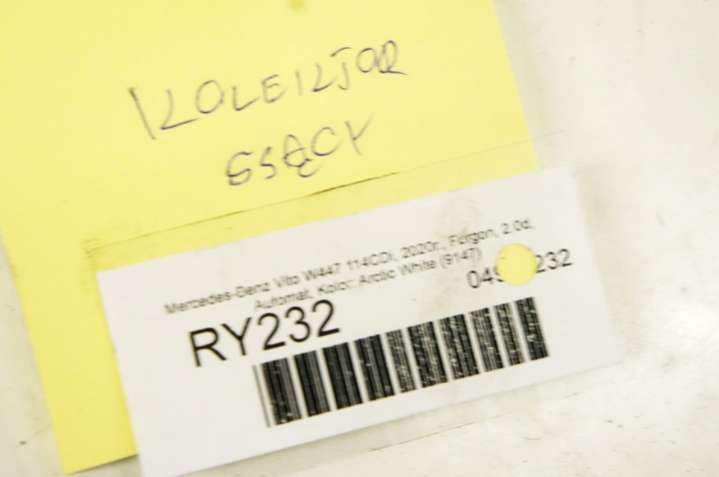 KOLEKTOR
SSĄCY
Mercedes-Benz Vito W447 114CDI, 2020r., Furgon, 2.0d,
Automat, Kolor: Arctic White (9147)
RY232